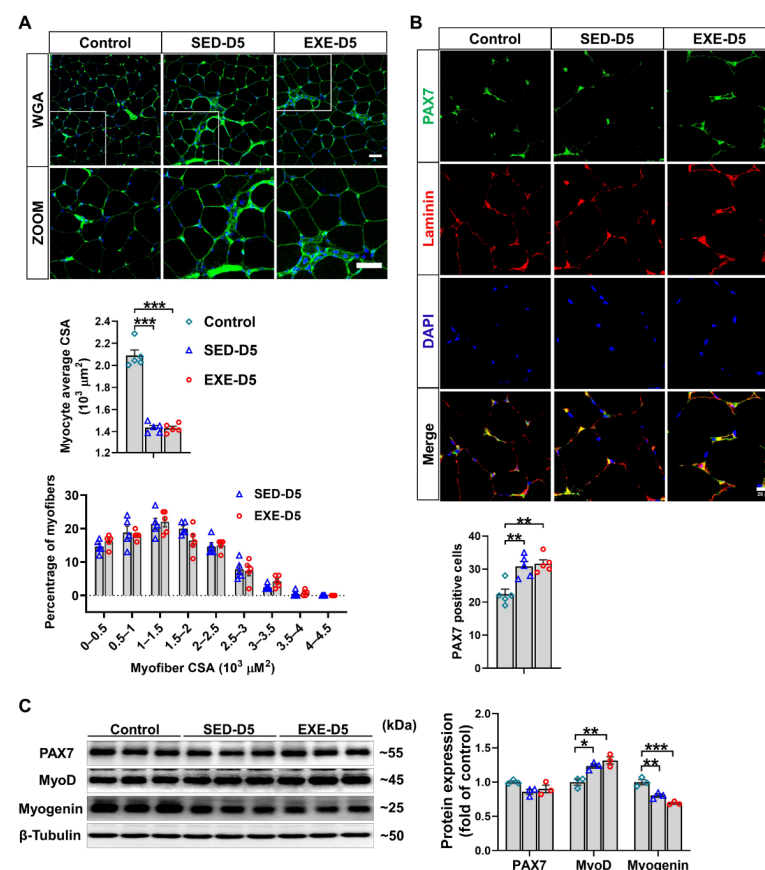 A
Control SED-D5 EXE-D5
WGA
ZOOM
Myocyte average CSA
(10³ μm²)
2.4
2.2
2.0
1.8
1.6
1.4
1.2
***
***
Control
SED-D5
EXE-D5
Percentage of myofibers
30
20
10
0
SED-D5
EXE-D5
0–0.5 0.5–1 1–1.5 1.5–2 2–2.5 2.5–3 3–3.5 3.5–4 4–4.5
Myofiber CSA (10³ μM²)
B
Control SED-D5 EXE-D5
PAX7
Laminin
DAPI
Merge
20
PAX7 positive cells
40
30
20
10
0
**
**
C
Control SED-D5 EXE-D5 (kDa)
PAX7 ~55
MyoD ~45
Myogenin ~25
β-Tubulin ~50
Protein expression
(fold of control)
2.0
1.5
1.0
0.5
0.0
**
*
***
**
PAX7 MyoD Myogenin